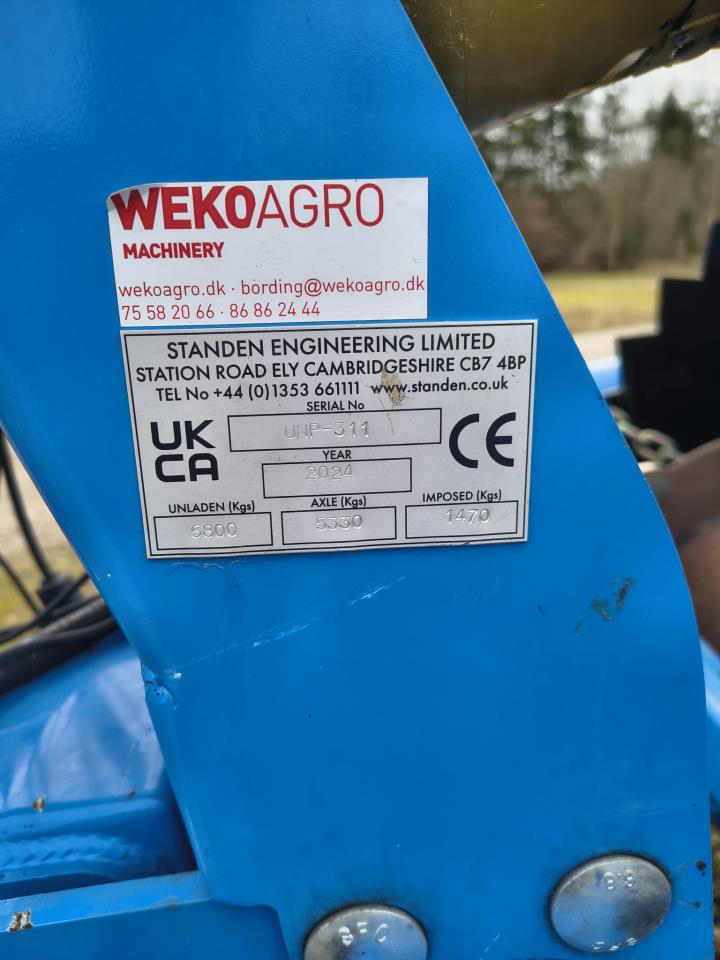 WEKOAGRO
MACHINERY
wekoagro.dk · bording@wekoagro.dk
75 58 20 66 · 86 86 24 44
STANDEN ENGINEERING LIMITED
STATION ROAD ELY CAMBRIDGESHIRE CB7 4BP
TEL No +44 (0)1353 661111 www.standen.co.uk
SERIAL No
UNP-311
UK
CA
CE
YEAR
2024
UNLADEN (Kgs) AXLE (Kgs) IMPOSED (Kgs)
6800 5330 1470
8.8